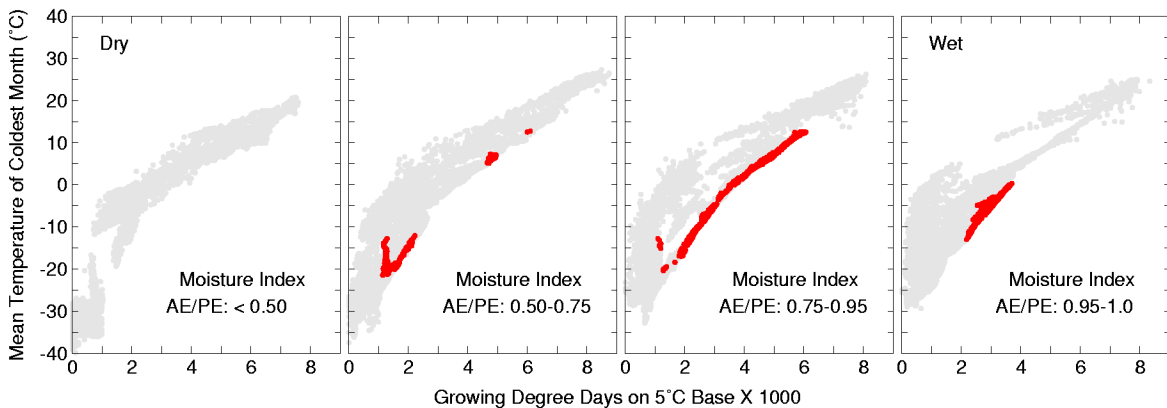 Mean Temperature of Coldest Month (°C)
40
30
20
10
0
-10
-20
-30
-40
Dry
Wet
Moisture Index
AE/PE: < 0.50
Moisture Index
AE/PE: 0.50-0.75
Moisture Index
AE/PE: 0.75-0.95
Moisture Index
AE/PE: 0.95-1.0
0 2 4 6 8
0 2 4 6 8
0 2 4 6 8
0 2 4 6 8
Growing Degree Days on 5°C Base X 1000